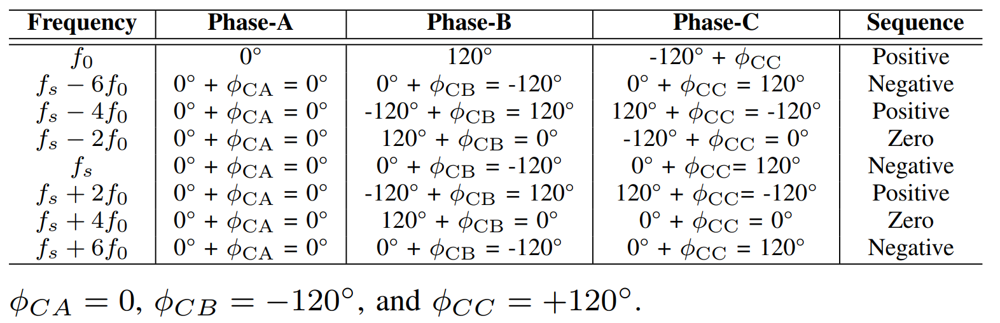 Frequency Phase-A Phase-B Phase-C Sequence
f₀ 0° 120° -120° + ϕCC Positive
fₛ − 6f₀ 0° + ϕCA = 0° 0° + ϕCB = -120° 0° + ϕCC = 120° Negative
fₛ − 4f₀ 0° + ϕCA = 0° -120° + ϕCB = 120° 120° + ϕCC = -120° Positive
fₛ − 2f₀ 0° + ϕCA = 0° 120° + ϕCB = 0° -120° + ϕCC = 0° Zero
fₛ 0° + ϕCA = 0° 0° + ϕCB = -120° 0° + ϕCC= 120° Negative
fₛ + 2f₀ 0° + ϕCA = 0° -120° + ϕCB = 120° 120° + ϕCC= -120° Positive
fₛ + 4f₀ 0° + ϕCA = 0° 120° + ϕCB = 0° 0° + ϕCC = 0° Zero
fₛ + 6f₀ 0° + ϕCA = 0° 0° + ϕCB = -120° 0° + ϕCC = 120° Negative
ϕCA = 0, ϕCB = −120°, and ϕCC = +120°.